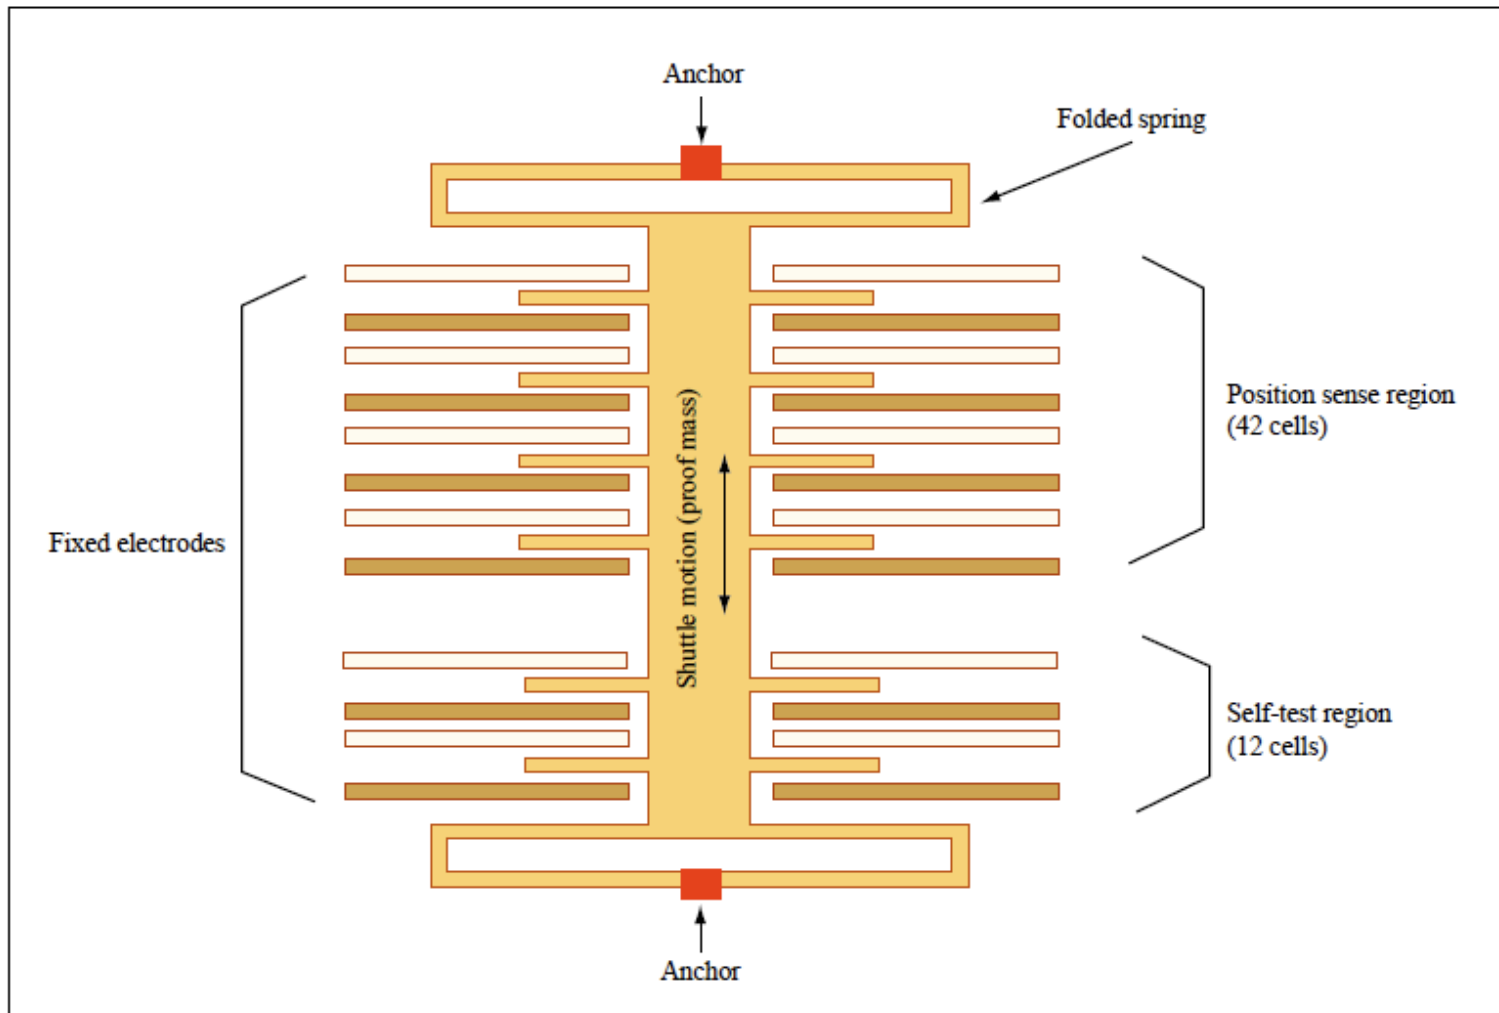 Anchor
Folded spring
Position sense region
(42 cells)
Shuttle motion (proof mass)
Fixed electrodes
Self-test region
(12 cells)
Anchor